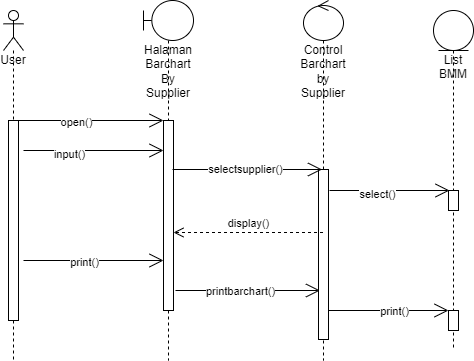 User
Halaman
Barchart
By
Supplier
Control
Barchart
by
Supplier
List
BMM
open()
input()
selectsupplier()
select()
display()
print()
printbarchart()
print()